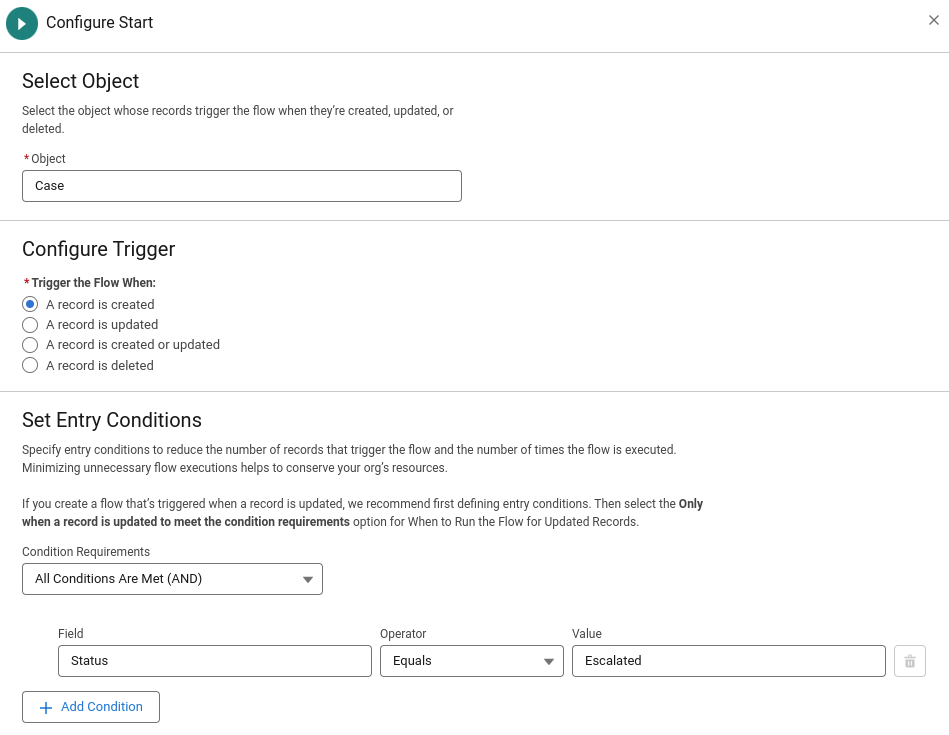 Configure Start
Select Object
Select the object whose records trigger the flow when they're created, updated, or
deleted.
* Object
Case
Configure Trigger
* Trigger the Flow When:
A record is created
A record is updated
A record is created or updated
A record is deleted
Set Entry Conditions
Specify entry conditions to reduce the number of records that trigger the flow and the number of times the flow is executed.
Minimizing unnecessary flow executions helps to conserve your org's resources.
If you create a flow that's triggered when a record is updated, we recommend first defining entry conditions. Then select the Only
when a record is updated to meet the condition requirements option for When to Run the Flow for Updated Records.
Condition Requirements
All Conditions Are Met (AND)
Field Operator Value
Status Equals Escalated
Add Condition